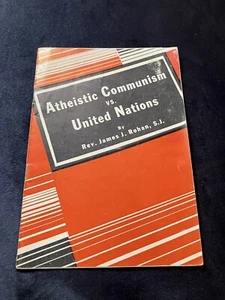 Atheistic Communism
vs.
United Nations
By
Rev. James J. Rohan, S.J.